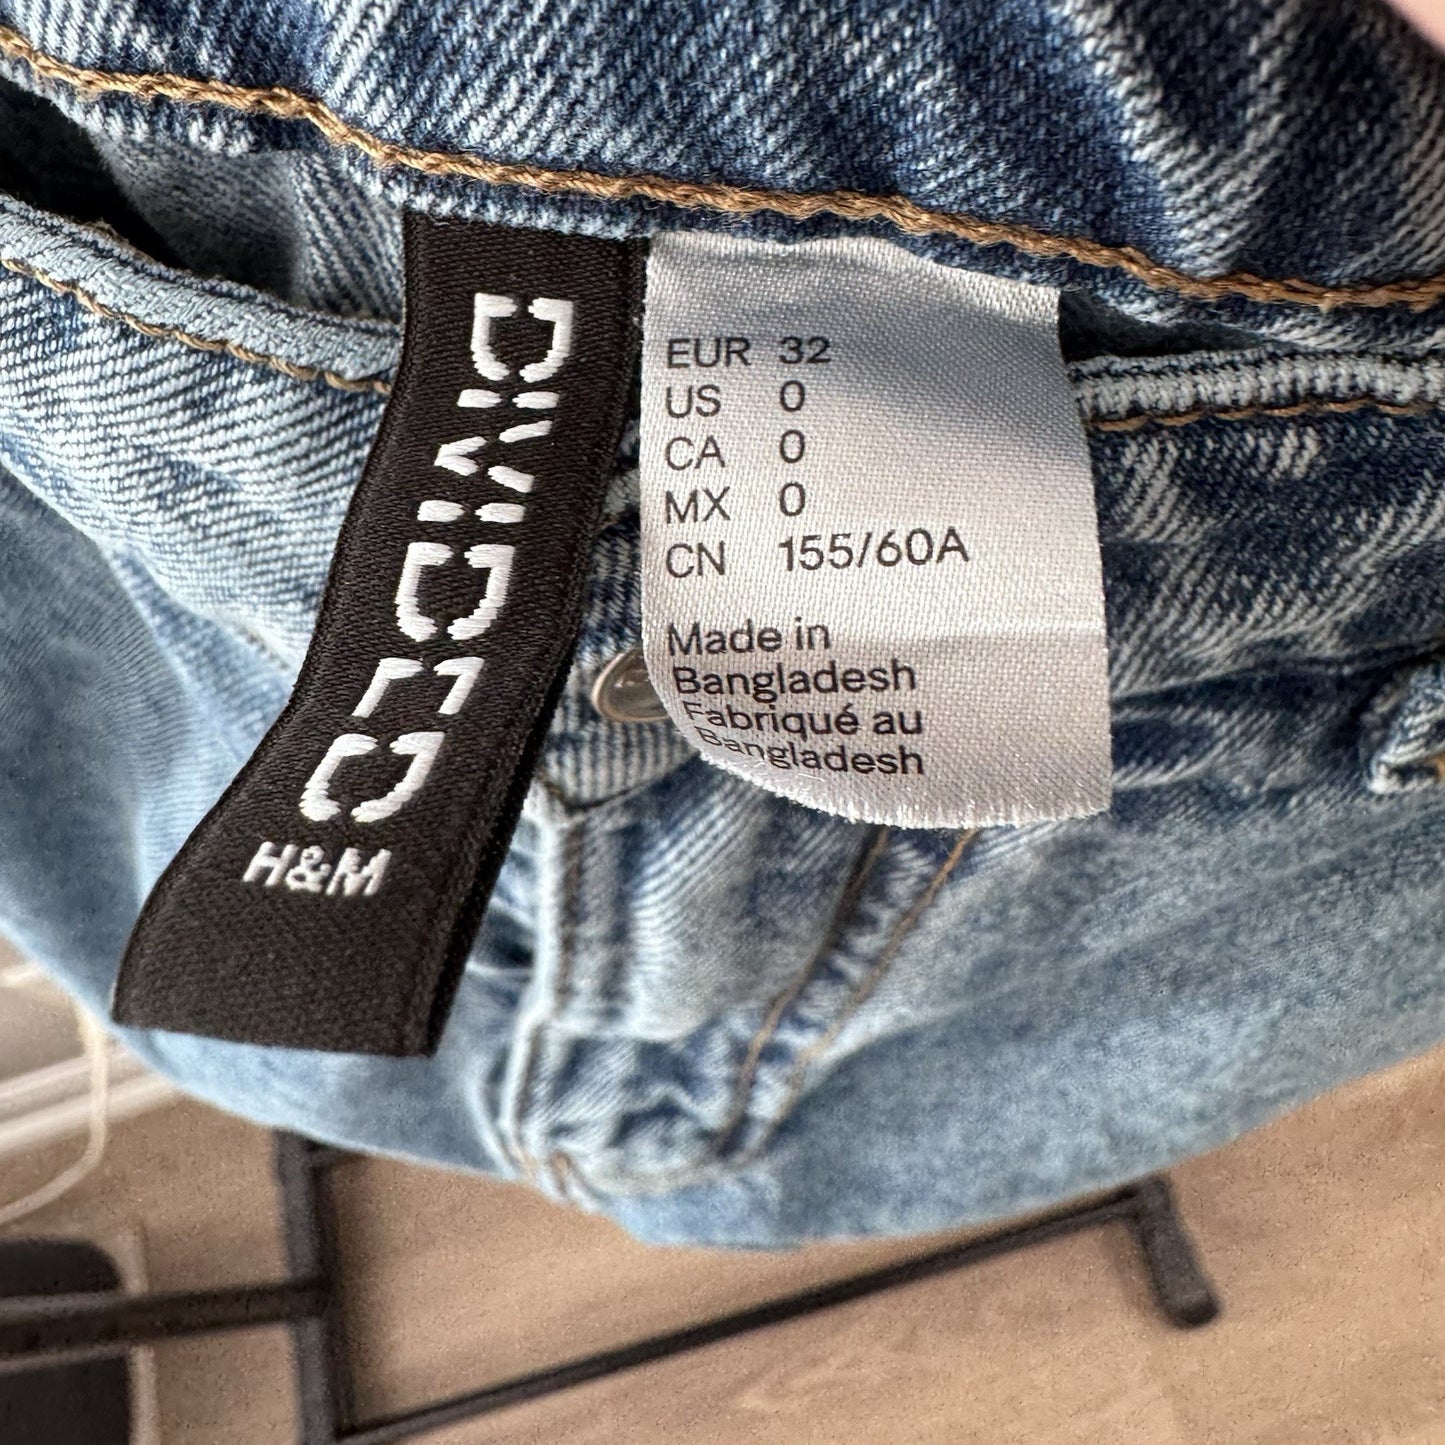 DIVIDED
H&M
EUR 32
US 0
CA 0
MX 0
CN 155/60A
Made in
Bangladesh
Fabriqué au
Bangladesh